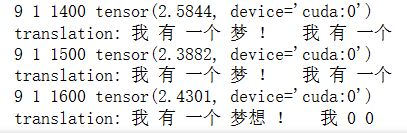 9 1 1400 tensor(2.5844, device='cuda:0')
translation: 我 有 一个 梦 ！ 我 有 一个
9 1 1500 tensor(2.3882, device='cuda:0')
translation: 我 有 一个 梦 ！ 我 有 一个
9 1 1600 tensor(2.4301, device='cuda:0')
translation: 我 有 一个 梦想 ！ 我 0 0